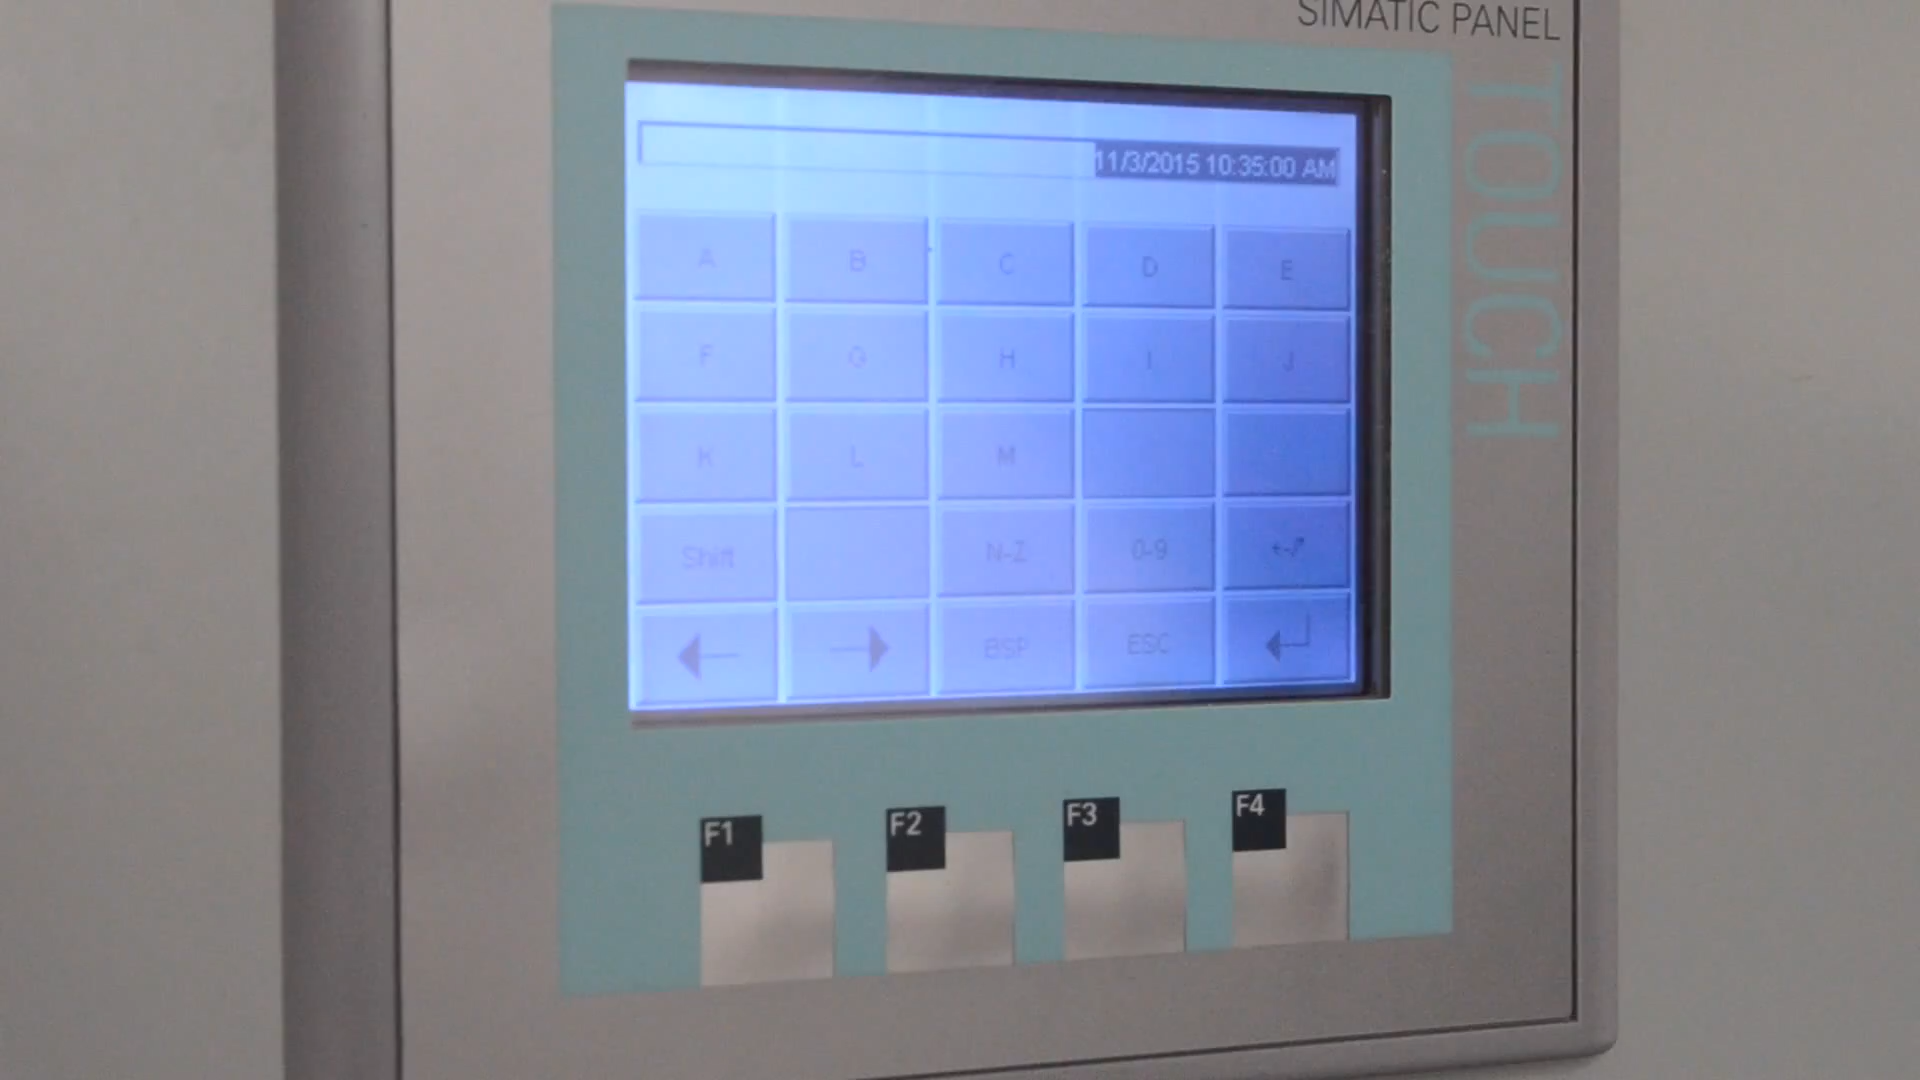 SIMATIC PANEL
TOUCH
11/3/2015 10:35:00 AM
A B C D E
F G H I J
K L M
Shift N-Z 0-9
BSP ESC
F1 F2 F3 F4